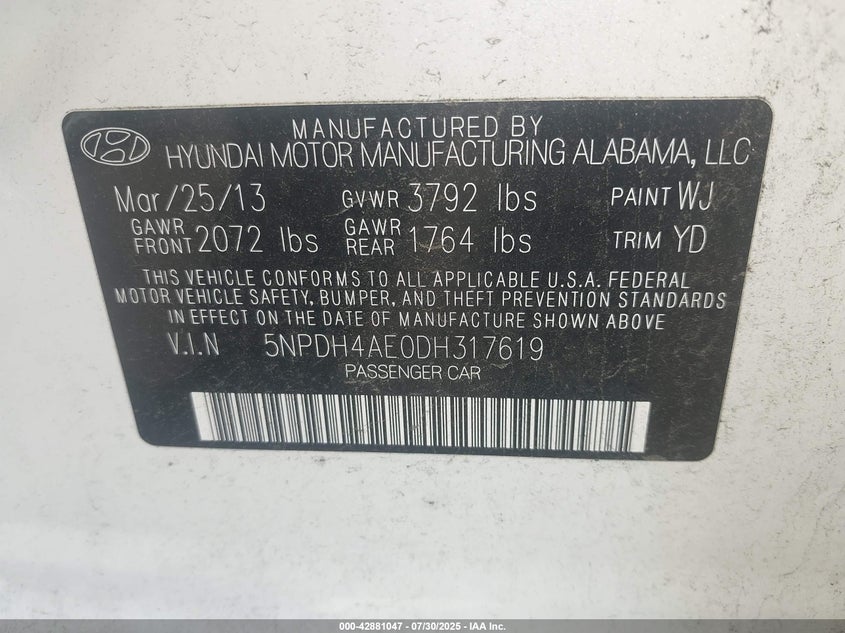 MANUFACTURED BY
HYUNDAI MOTOR MANUFACTURING ALABAMA, LLC
Mar/25/13 GVWR 3792 lbs PAINT WJ
GAWR FRONT 2072 lbs GAWR REAR 1764 lbs TRIM YD
THIS VEHICLE CONFORMS TO ALL APPLICABLE U.S.A. FEDERAL
MOTOR VEHICLE SAFETY, BUMPER, AND THEFT PREVENTION STANDARDS
IN EFFECT ON THE DATE OF MANUFACTURE SHOWN ABOVE
V.I.N 5NPDH4AE0DH317619
PASSENGER CAR
000-42881047 - 07/30/2025 - IAA Inc.